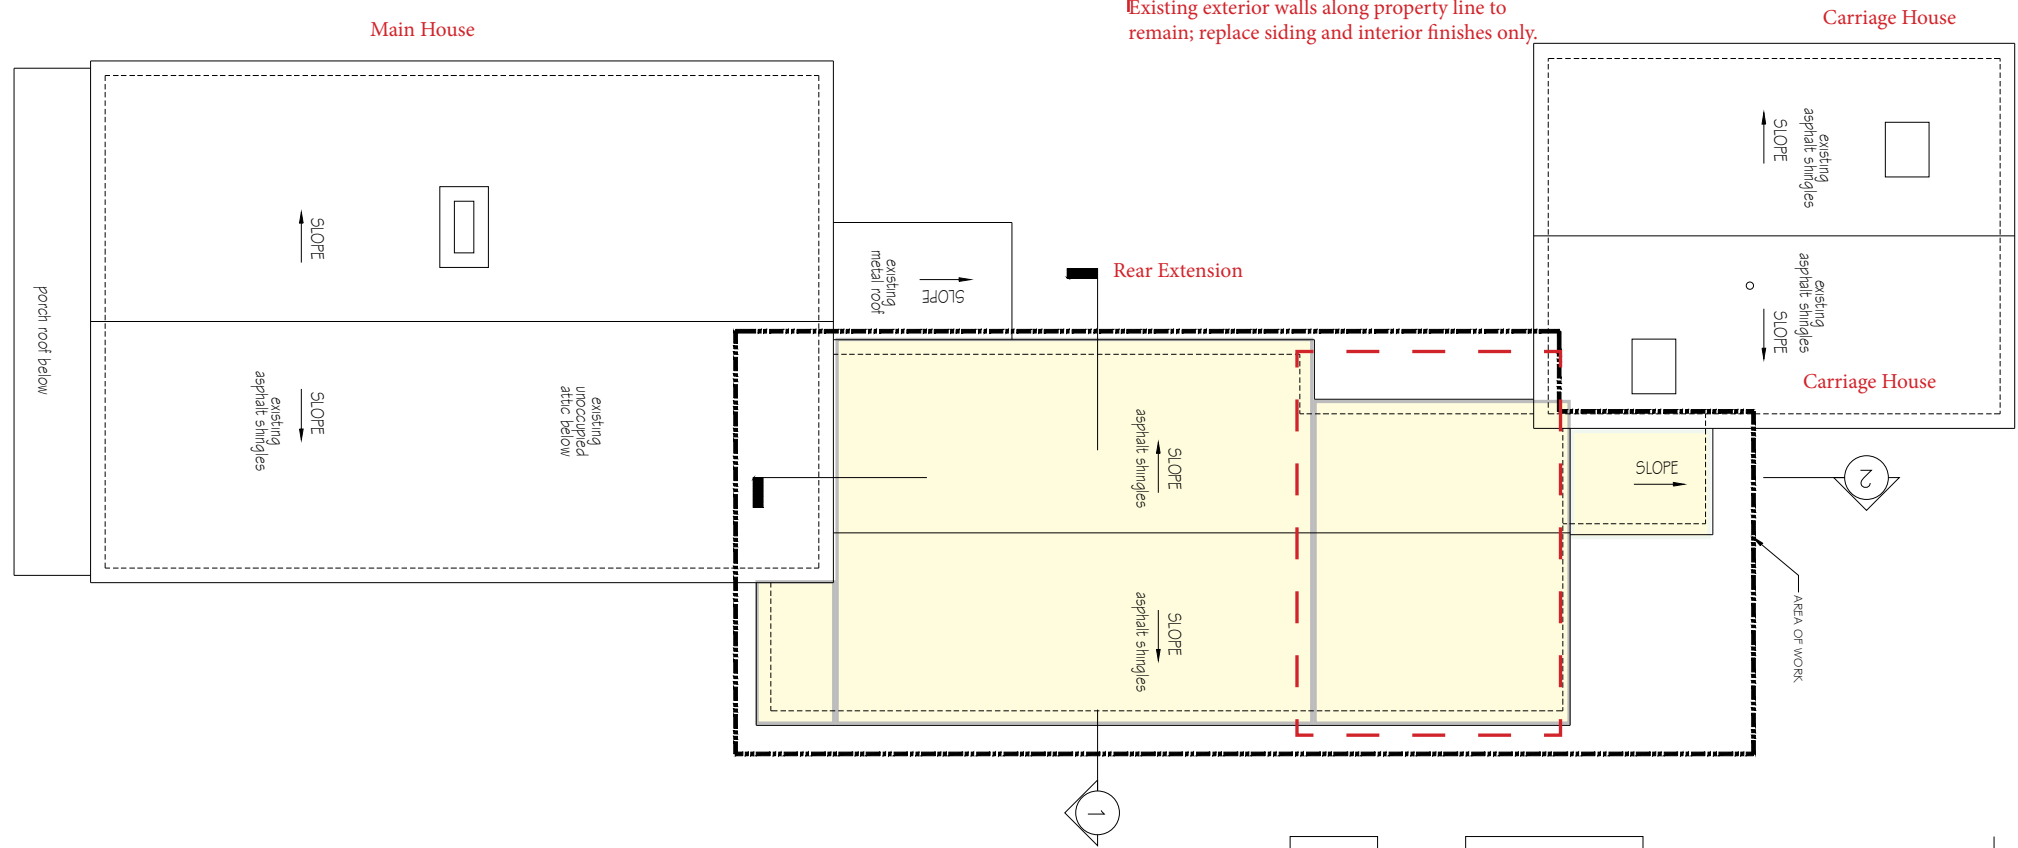 Main House
Existing exterior walls along property line to
remain; replace siding and interior finishes only.
Carriage House
porch roof below
SLOPE
existing
asphalt shingles
SLOPE
existing
unoccupied
attic below
existing
metal roof
SLOPE
Rear Extension
SLOPE
asphalt shingles
SLOPE
asphalt shingles
SLOPE
existing
asphalt shingles
SLOPE
existing
asphalt shingles
Carriage House
SLOPE
2
AREA OF WORK
1